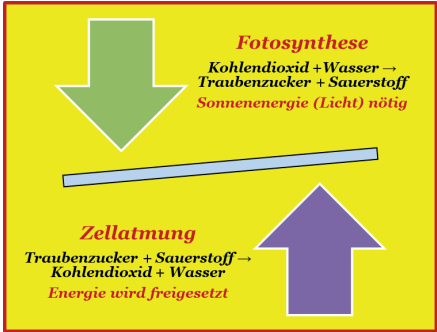 Fotosynthese
Kohlendioxid + Wasser →
Traubenzucker + Sauerstoff
Sonnenenergie (Licht) nötig
Zellatmung
Traubenzucker + Sauerstoff →
Kohlendioxid + Wasser
Energie wird freigesetzt